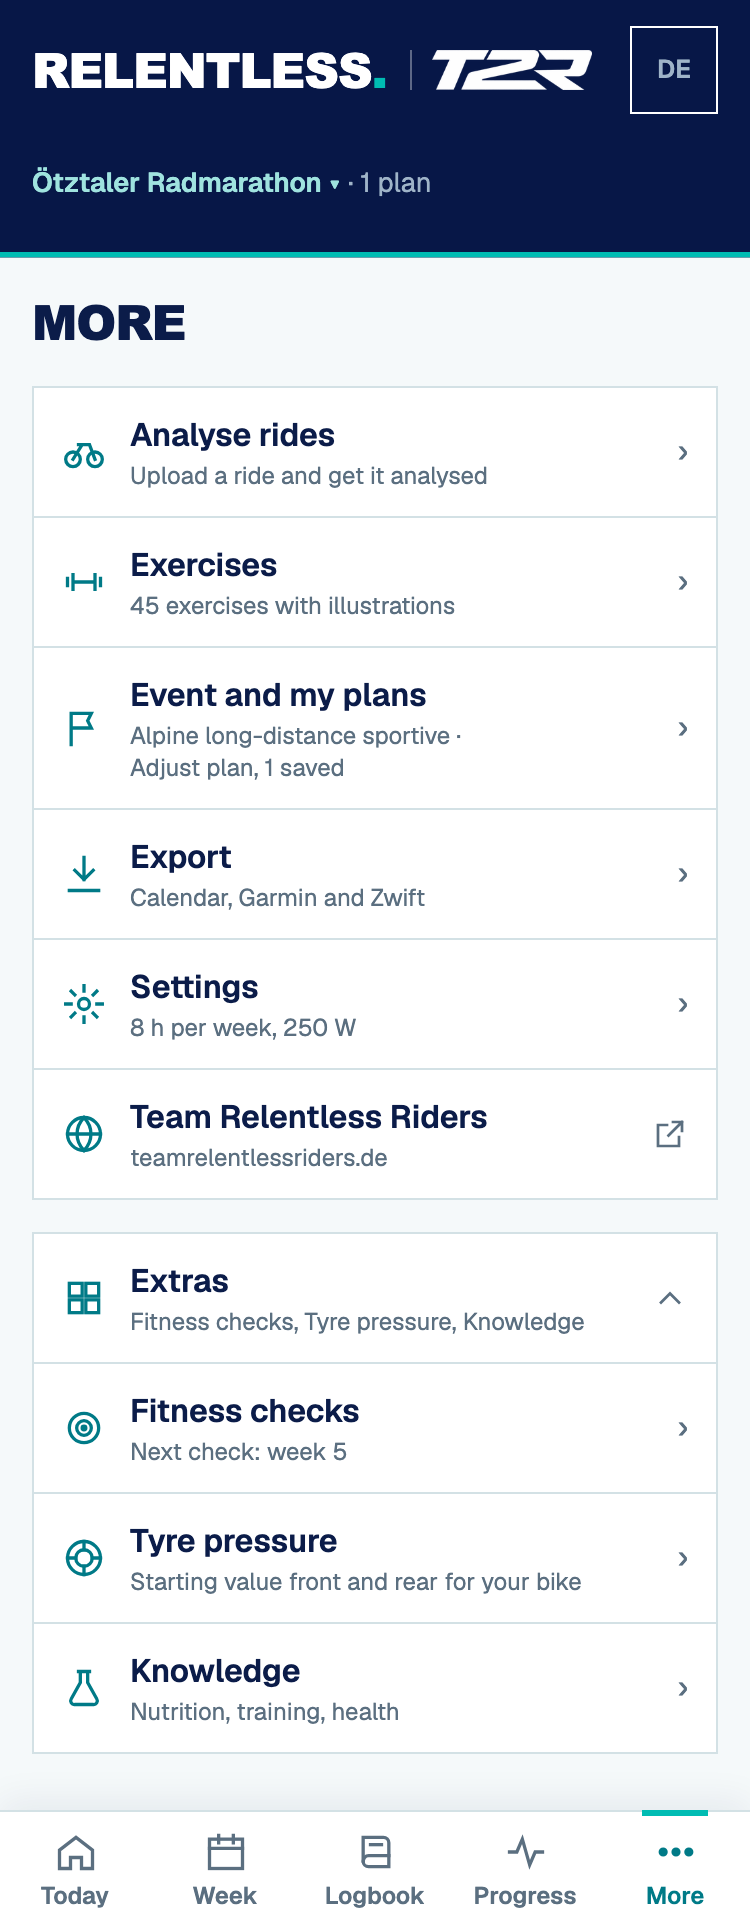 RELENTLESS. T2R DE
Ötztaler Radmarathon ▾ · 1 plan
MORE
Analyse rides
Upload a ride and get it analysed
Exercises
45 exercises with illustrations
Event and my plans
Alpine long-distance sportive ·
Adjust plan, 1 saved
Export
Calendar, Garmin and Zwift
Settings
8 h per week, 250 W
Team Relentless Riders
teamrelentlessriders.de
Extras
Fitness checks, Tyre pressure, Knowledge
Fitness checks
Next check: week 5
Tyre pressure
Starting value front and rear for your bike
Knowledge
Nutrition, training, health
Today Week Logbook Progress More